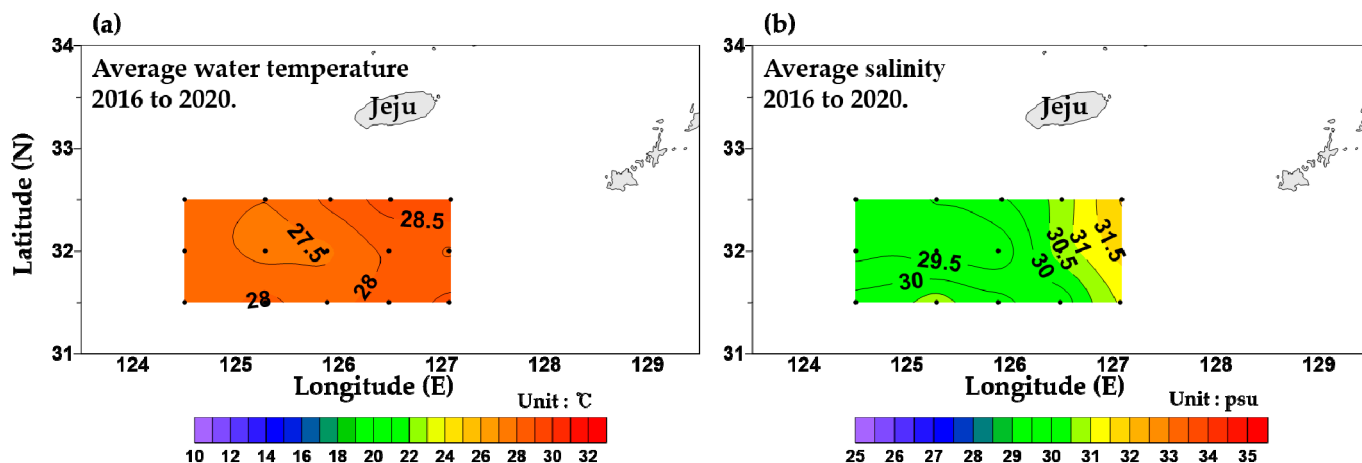 (a)
Average water temperature
2016 to 2020.
Jeju
34
33
32
31
Latitude (N)
28.5
27.5
28
28
124 125 126 127 128 129
Longitude (E)
Unit : ℃
10 12 14 16 18 20 22 24 26 28 30 32
(b)
Average salinity
2016 to 2020.
Jeju
34
33
32
31
31.5
31
30.5
30
29.5
30
124 125 126 127 128 129
Longitude (E)
Unit : psu
25 26 27 28 29 30 31 32 33 34 35